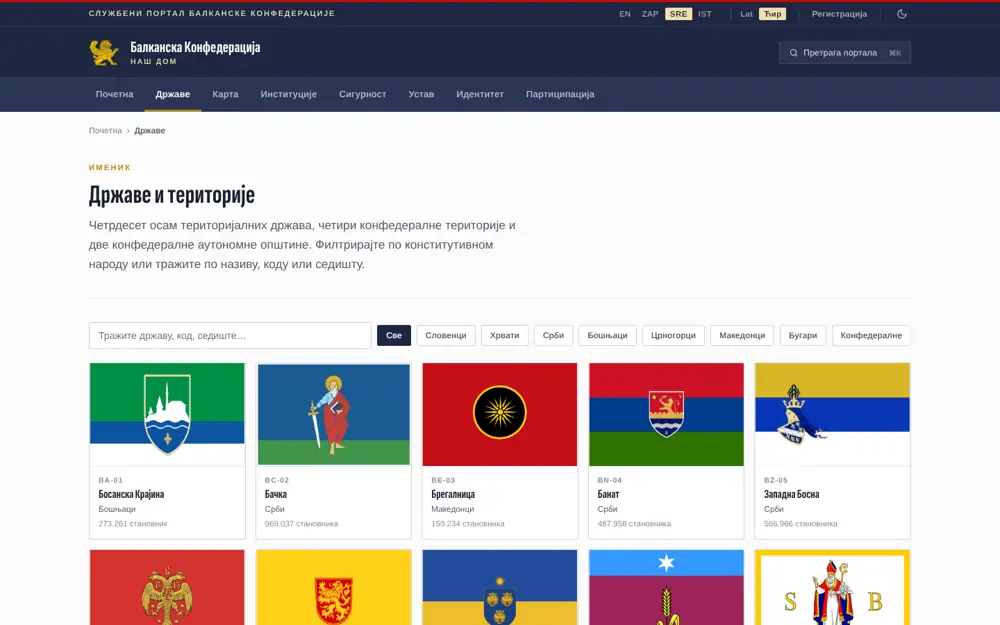 СЛУЖБЕНИ ПОРТАЛ БАЛКАНСКЕ КОНФЕДЕРАЦИЈЕ
EN ZAP SRE IST Lat Ћир Регистрација
Балканска Конфедерација
НАШ ДОМ
Претрага портала ⌘K
Почетна Државе Карта Институције Сигурност Устав Идентитет Партиципација
Почетна › Државе
ИМЕНИК
Државе и територије
Четрдесет осам територијалних држава, четири конфедералне територије и
две конфедералне аутономне општине. Филтрирајте по конститутивном
народу или тражите по називу, коду или седишту.
Тражите државу, код, седиште…
Све Словенци Хрвати Срби Бошњаци Црногорци Македонци Бугари Конфедералне
BA-01
Босанска Крајина
Бошњаци
273.261 становник
BC-02
Бачка
Срби
969.037 становника
BE-03
Брегалница
Македонци
150.234 становника
BN-04
Банат
Срби
487.958 становника
BZ-05
Западна Босна
Срби
566.966 становника
S B